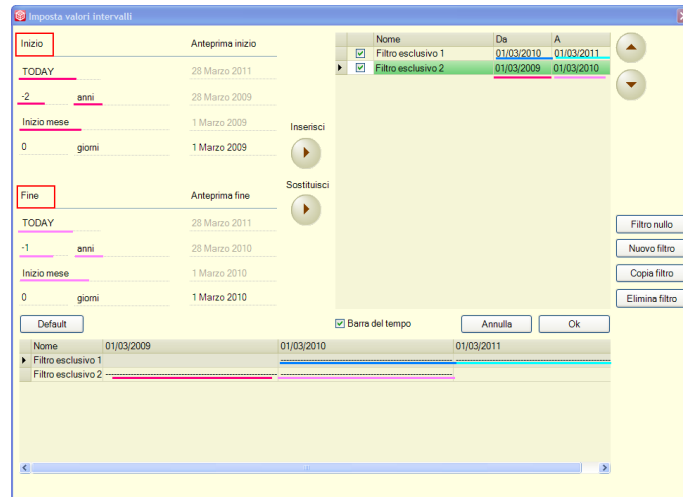 Imposta valori intervalli
Inizio
Anteprima inizio
TODAY
28 Marzo 2011
-2 anni
28 Marzo 2009
Inizio mese
1 Marzo 2009
0 giorni
1 Marzo 2009
Fine
Anteprima fine
TODAY
28 Marzo 2011
-1 anni
28 Marzo 2010
Inizio mese
1 Marzo 2010
0 giorni
1 Marzo 2010
Inserisci
Sostituisci
Nome Da A
Filtro esclusivo 1 01/03/2010 01/03/2011
Filtro esclusivo 2 01/03/2009 01/03/2010
Filtro nullo
Nuovo filtro
Copia filtro
Elimina filtro
Default
Barra del tempo
Annulla
Ok
Nome 01/03/2009 01/03/2010 01/03/2011
Filtro esclusivo 1
Filtro esclusivo 2